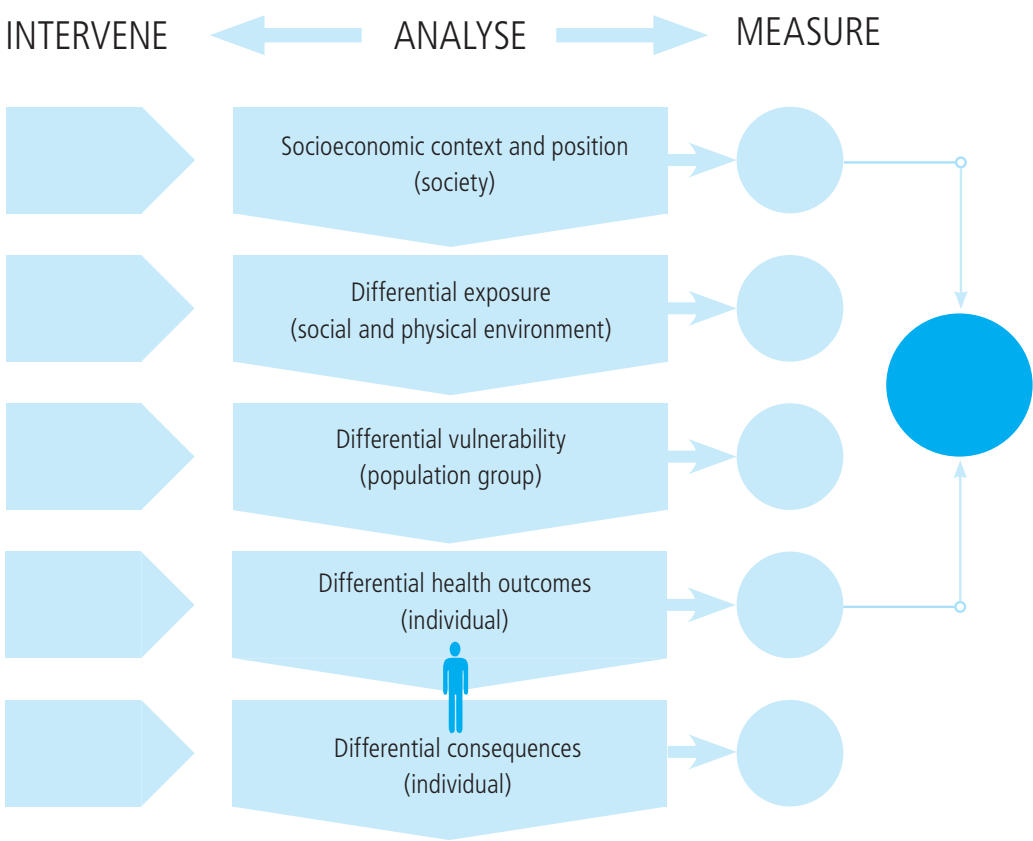 INTERVENE ANALYSE MEASURE
Socioeconomic context and position
(society)
Differential exposure
(social and physical environment)
Differential vulnerability
(population group)
Differential health outcomes
(individual)
Differential consequences
(individual)